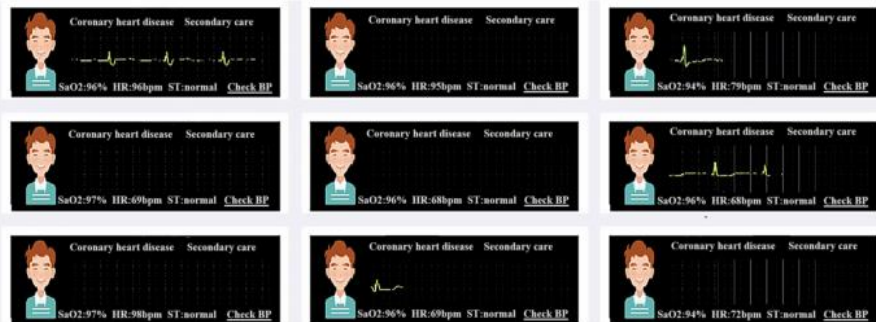 Coronary heart disease Secondary care
SaO2:96% HR:96bpm ST:normal Check BP
Coronary heart disease Secondary care
SaO2:96% HR:95bpm ST:normal Check BP
Coronary heart disease Secondary care
SaO2:94% HR:79bpm ST:normal Check BP
Coronary heart disease Secondary care
SaO2:97% HR:69bpm ST:normal Check BP
Coronary heart disease Secondary care
SaO2:96% HR:68bpm ST:normal Check BP
Coronary heart disease Secondary care
SaO2:96% HR:68bpm ST:normal Check BP
Coronary heart disease Secondary care
SaO2:97% HR:98bpm ST:normal Check BP
Coronary heart disease Secondary care
SaO2:96% HR:69bpm ST:normal Check BP
Coronary heart disease Secondary care
SaO2:94% HR:72bpm ST:normal Check BP